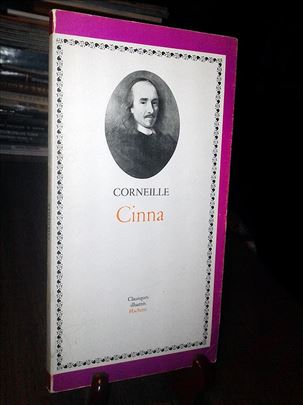 CORNEILLE
Cinna
Classiques
illustrés
Hachette